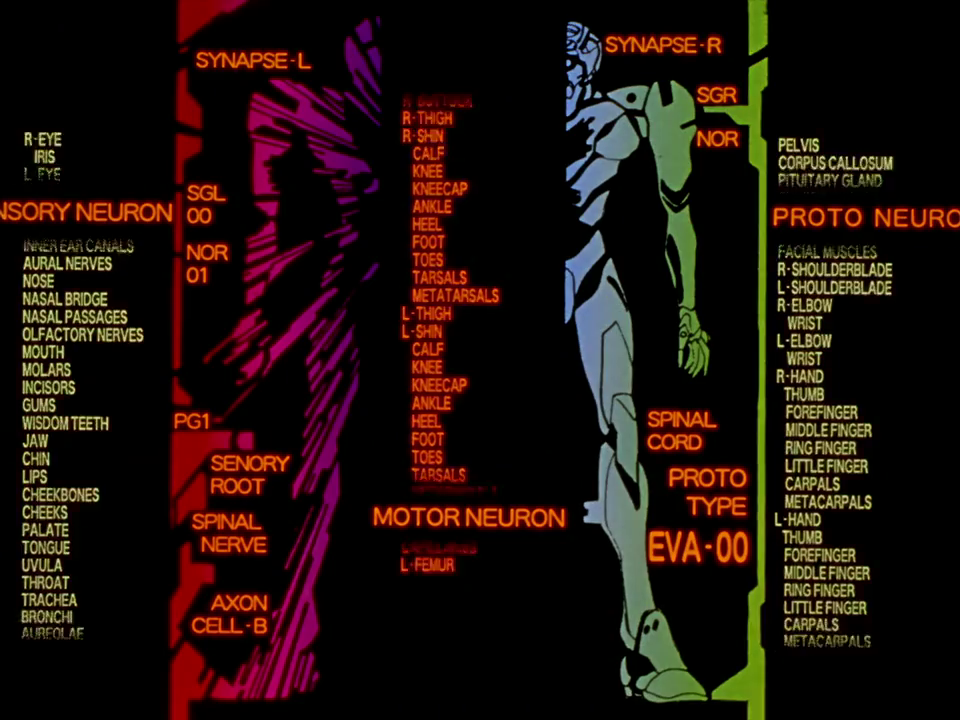 R-EYE
IRIS
L EYE
NSORY NEURON
INNER EAR CANALS
AURAL NERVES
NOSE
NASAL BRIDGE
NASAL PASSAGES
OLFACTORY NERVES
MOUTH
MOLARS
INCISORS
GUMS
WISDOM TEETH
JAW
CHIN
LIPS
CHEEKBONES
CHEEKS
PALATE
TONGUE
UVULA
THROAT
TRACHEA
BRONCHI
AUREOLAE
SYNAPSE-L
SGL
00
NOR
01
PG1
SENORY
ROOT
SPINAL
NERVE
AXON
CELL-B
R-THIGH
R-SHIN
CALF
KNEE
KNEECAP
ANKLE
HEEL
FOOT
TOES
TARSALS
METATARSALS
L-THIGH
L-SHIN
CALF
KNEE
KNEECAP
ANKLE
HEEL
FOOT
TOES
TARSALS
MOTOR NEURON
L-FEMUR
SYNAPSE-R
SGR
NOR
SPINAL
CORD
PROTO
TYPE
EVA-00
PELVIS
CORPUS CALLOSUM
PITUITARY GLAND
PROTO NEURO
FACIAL MUSCLES
R-SHOULDERBLADE
L-SHOULDERBLADE
R-ELBOW
WRIST
L-ELBOW
WRIST
R-HAND
THUMB
FOREFINGER
MIDDLE FINGER
RING FINGER
LITTLE FINGER
CARPALS
METACARPALS
L-HAND
THUMB
FOREFINGER
MIDDLE FINGER
RING FINGER
LITTLE FINGER
CARPALS
METACARPALS